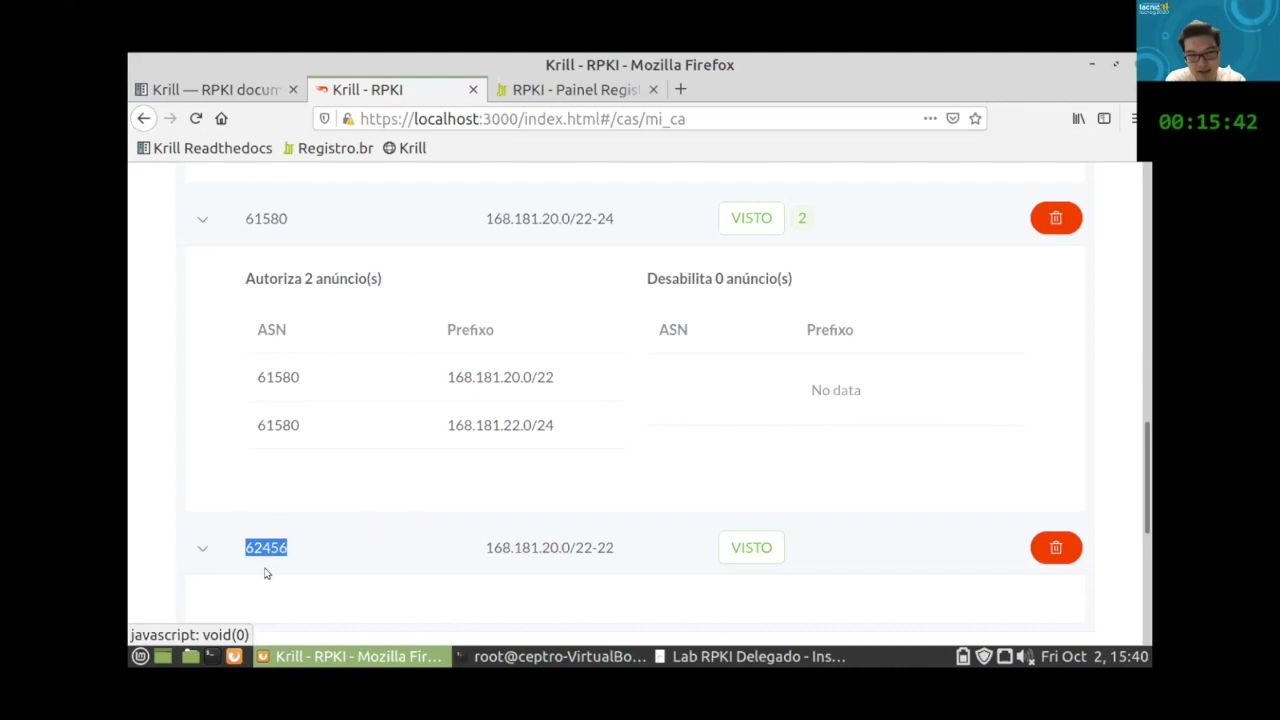 Krill - RPKI - Mozilla Firefox
Krill — RPKI docum
Krill - RPKI
RPKI - Painel Regis
https://localhost:3000/index.html#/cas/mi_ca
Krill Readthedocs
Registro.br
Krill
00:15:42
61580 168.181.20.0/22-24 VISTO 2
Autoriza 2 anúncio(s) Desabilita 0 anúncio(s)
ASN Prefixo ASN Prefixo
61580 168.181.20.0/22
No data
61580 168.181.22.0/24
62456 168.181.20.0/22-22 VISTO
javascript: void(0)
Krill - RPKI - Mozilla Fir...
root@ceptro-VirtualBo...
Lab RPKI Delegado - Ins...
Fri Oct 2, 15:40